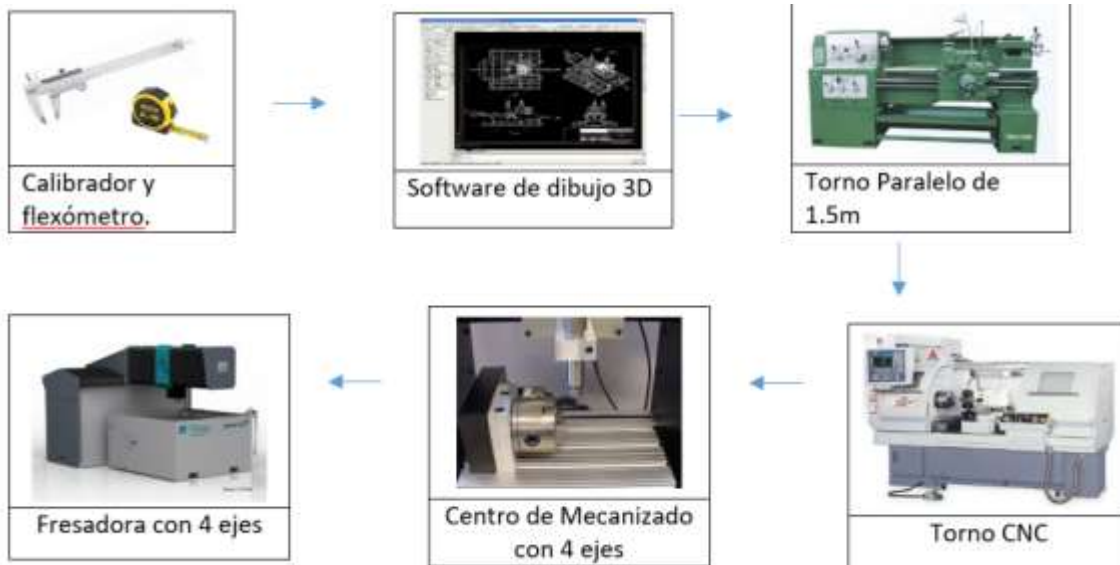 Calibrador y
flexómetro.
Software de dibujo 3D
Torno Paralelo de
1.5m
Torno CNC
Centro de Mecanizado
con 4 ejes
Fresadora con 4 ejes